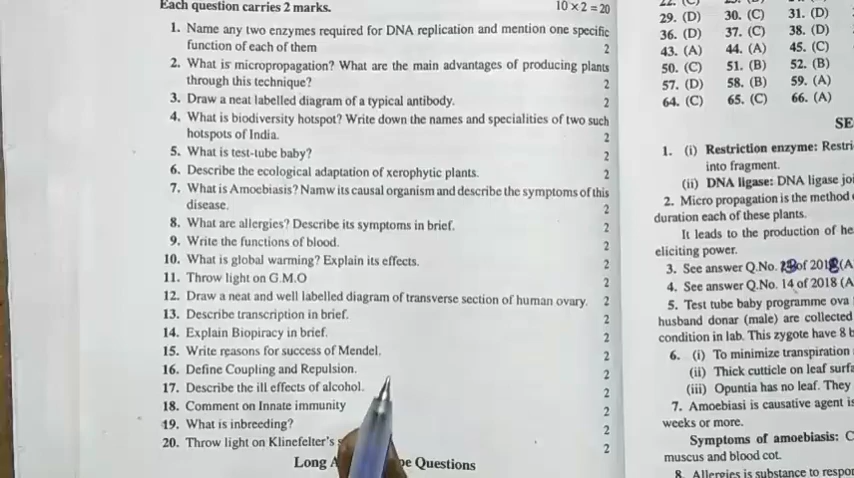 Each question carries 2 marks. 10 × 2 = 20
1. Name any two enzymes required for DNA replication and mention one specific
function of each of them 2
2. What is micropropagation? What are the main advantages of producing plants
through this technique? 2
3. Draw a neat labelled diagram of a typical antibody. 2
4. What is biodiversity hotspot? Write down the names and specialities of two such
hotspots of India. 2
5. What is test-tube baby? 2
6. Describe the ecological adaptation of xerophytic plants. 2
7. What is Amoebiasis? Namw its causal organism and describe the symptoms of this
disease. 2
8. What are allergies? Describe its symptoms in brief. 2
9. Write the functions of blood. 2
10. What is global warming? Explain its effects. 2
11. Throw light on G.M.O 2
12. Draw a neat and well labelled diagram of transverse section of human ovary. 2
13. Describe transcription in brief. 2
14. Explain Biopiracy in brief. 2
15. Write reasons for success of Mendel. 2
16. Define Coupling and Repulsion. 2
17. Describe the ill effects of alcohol. 2
18. Comment on Innate immunity 2
19. What is inbreeding? 2
20. Throw light on Klinefelter's 2
Long Questions
29. (D) 30. (C) 31. (D)
36. (D) 37. (C) 38. (D)
43. (A) 44. (A) 45. (C)
50. (C) 51. (B) 52. (B)
57. (D) 58. (B) 59. (A)
64. (C) 65. (C) 66. (A)
SE
1. (i) Restriction enzyme: Restri
into fragment.
(ii) DNA ligase: DNA ligase joi
2. Micro propagation is the method
duration each of these plants.
It leads to the production of he
eliciting power.
3. See answer Q.No. of 2018 (A
4. See answer Q.No. 14 of 2018 (A
5. Test tube baby programme ova
husband donar (male) are collected
condition in lab. This zygote have 8 b
6. (i) To minimize transpiration
(ii) Thick cutticle on leaf surfa
(iii) Opuntia has no leaf. They
7. Amoebiasi is causative agent is
weeks or more.
Symptoms of amoebiasis: C
muscus and blood cot.
8. Allergies is substance to respon